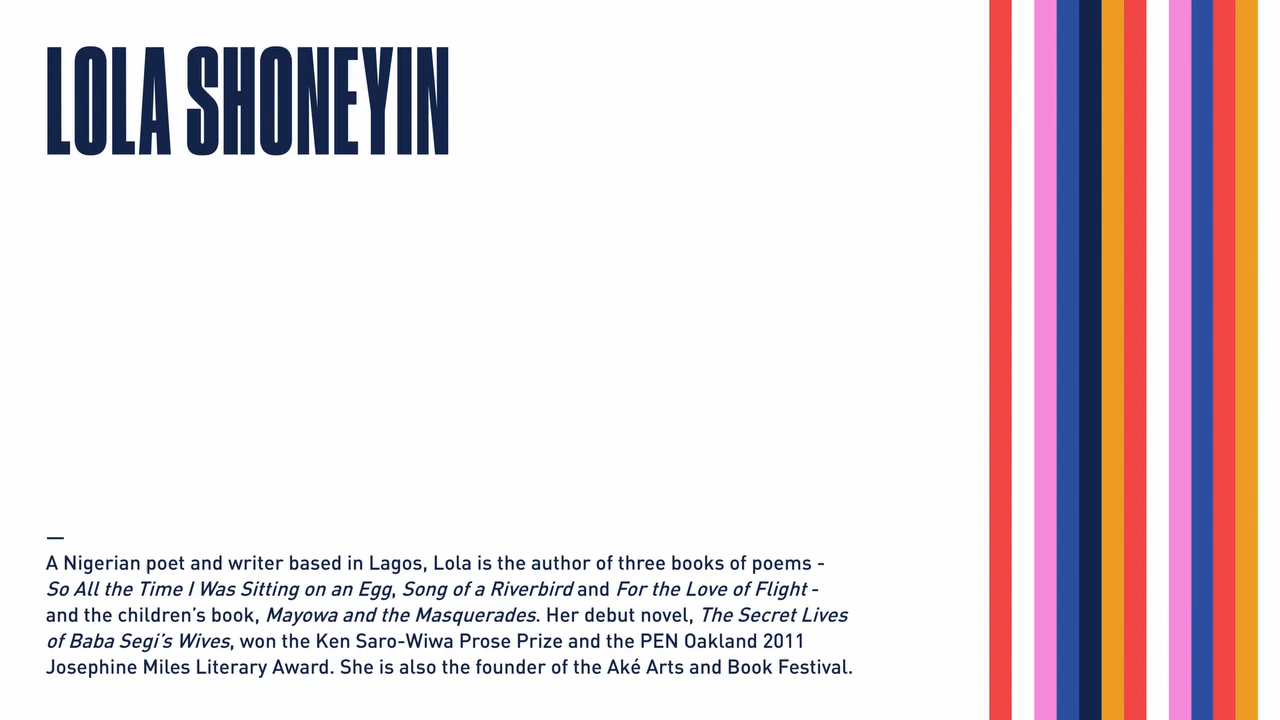 LOLA SHONEYIN
—
A Nigerian poet and writer based in Lagos, Lola is the author of three books of poems -
So All the Time I Was Sitting on an Egg, Song of a Riverbird and For the Love of Flight -
and the children’s book, Mayowa and the Masquerades. Her debut novel, The Secret Lives
of Baba Segi’s Wives, won the Ken Saro-Wiwa Prose Prize and the PEN Oakland 2011
Josephine Miles Literary Award. She is also the founder of the Aké Arts and Book Festival.